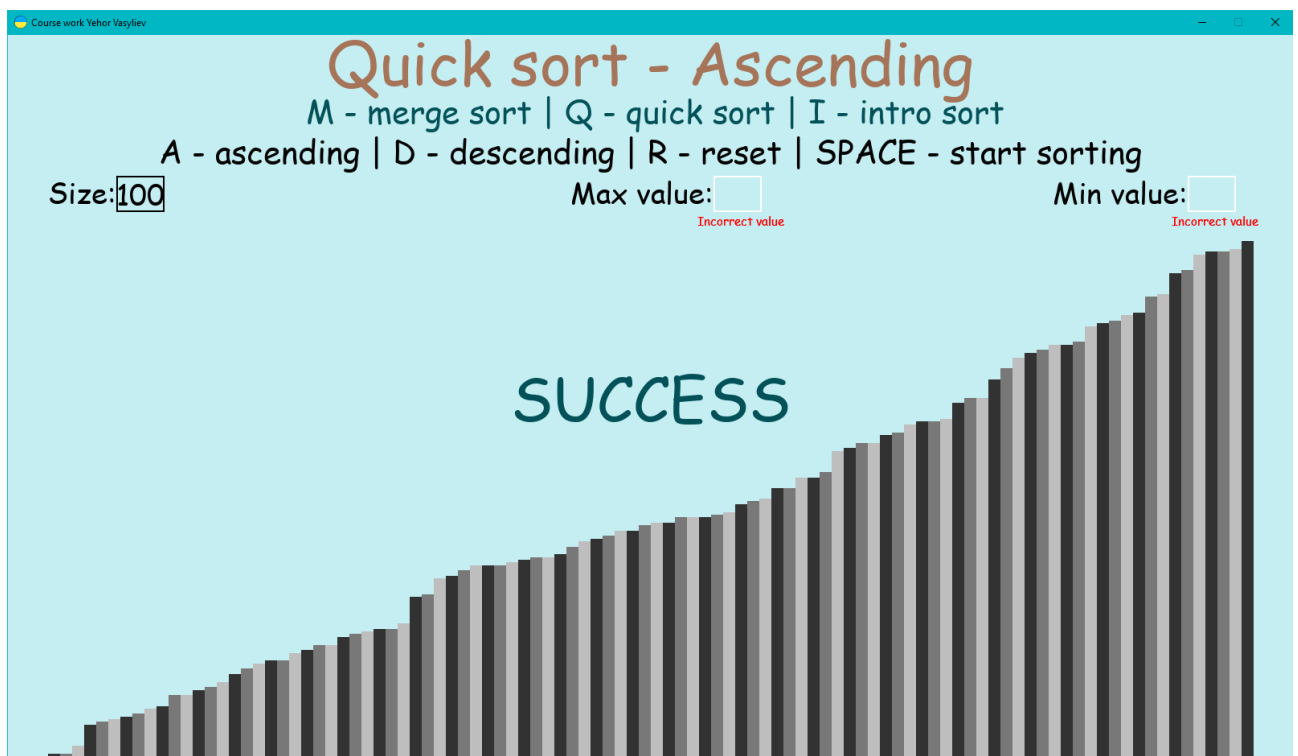 Course work Yehor Vasyliev
Quick sort - Ascending
M - merge sort | Q - quick sort | I - intro sort
A - ascending | D - descending | R - reset | SPACE - start sorting
Size: 100 Max value: Min value:
Incorrect value Incorrect value
SUCCESS